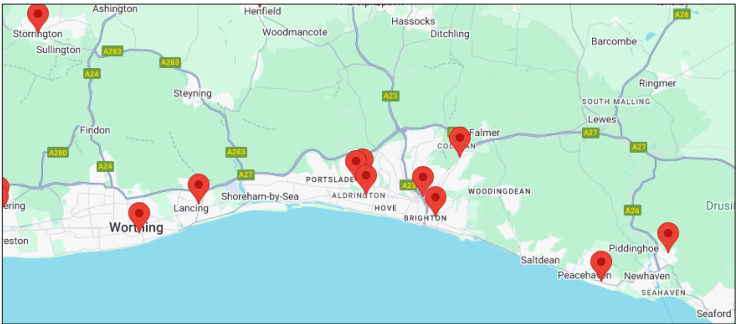 Ashington
Henfield
Hassocks
A26
Storrington
Woodmancote
Ditchling
Barcombe
Sullington
A283
A283
A24
Ringmer
Steyning
A23
SOUTH MALLING
Lewes
Findon
Falmer
A27
A27
A280
A283
A24
A27
PORTSLADE
A23
WOODINGDEAN
Lancing
Shoreham-by-Sea
ALDRINGTON
HOVE
BRIGHTON
A26
Worthing
Piddinghoe
Saltdean
Peacehaven
Newhaven
SEAHAVEN
Seaford